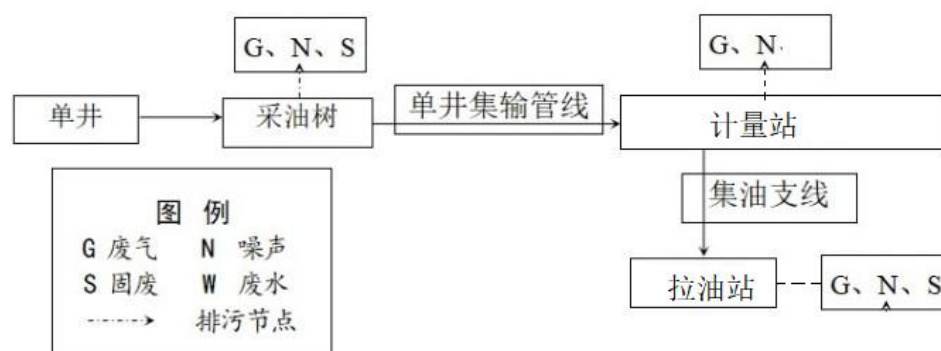 G、N、S
G、N.
单井
采油树
单井集输管线
计量站
集油支线
图 例
G 废气 N 噪声
S 固废 W 废水
排污节点
拉油站
G、N、S